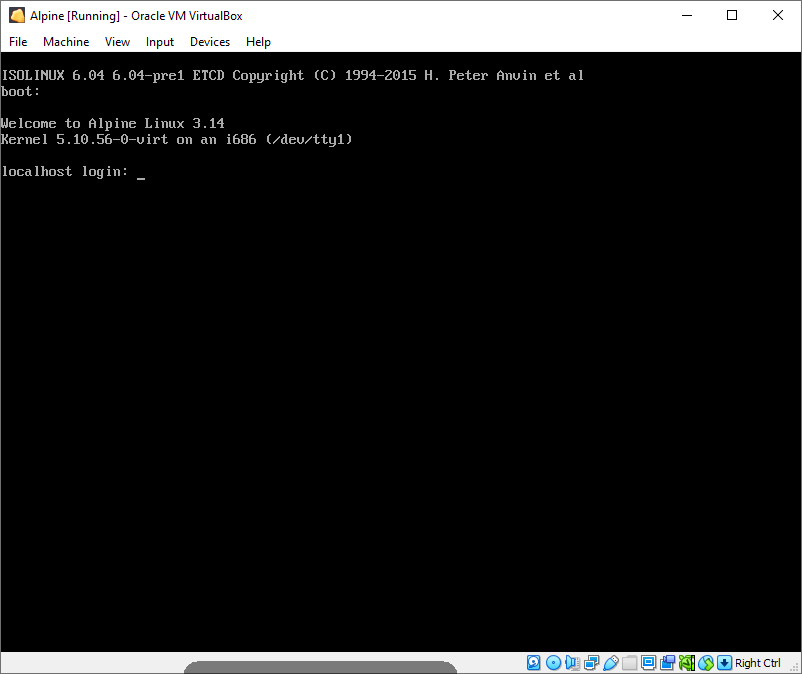 Alpine [Running] - Oracle VM VirtualBox
File Machine View Input Devices Help
ISOLINUX 6.04 6.04-pre1 ETCD Copyright (C) 1994-2015 H. Peter Anvin et al
boot:
Welcome to Alpine Linux 3.14
Kernel 5.10.56-0-virt on an i686 (/dev/tty1)
localhost login: _
Right Ctrl